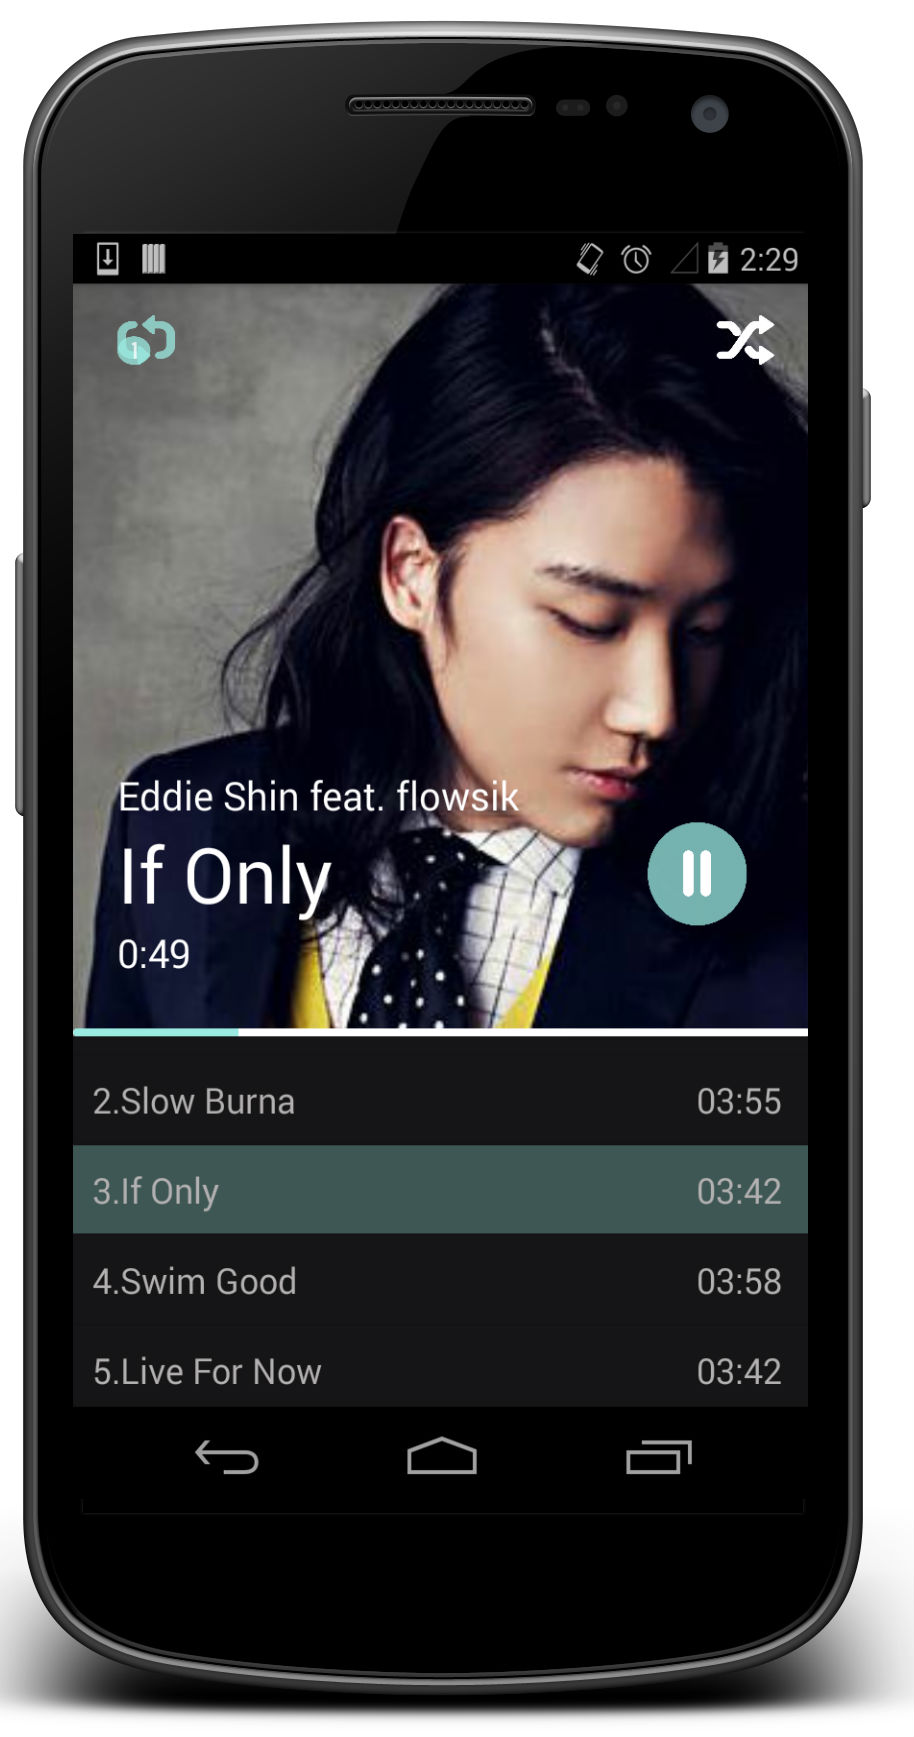 2:29
1
Eddie Shin feat. flowsik
If Only
0:49
2.Slow Burna 03:55
3.If Only 03:42
4.Swim Good 03:58
5.Live For Now 03:42